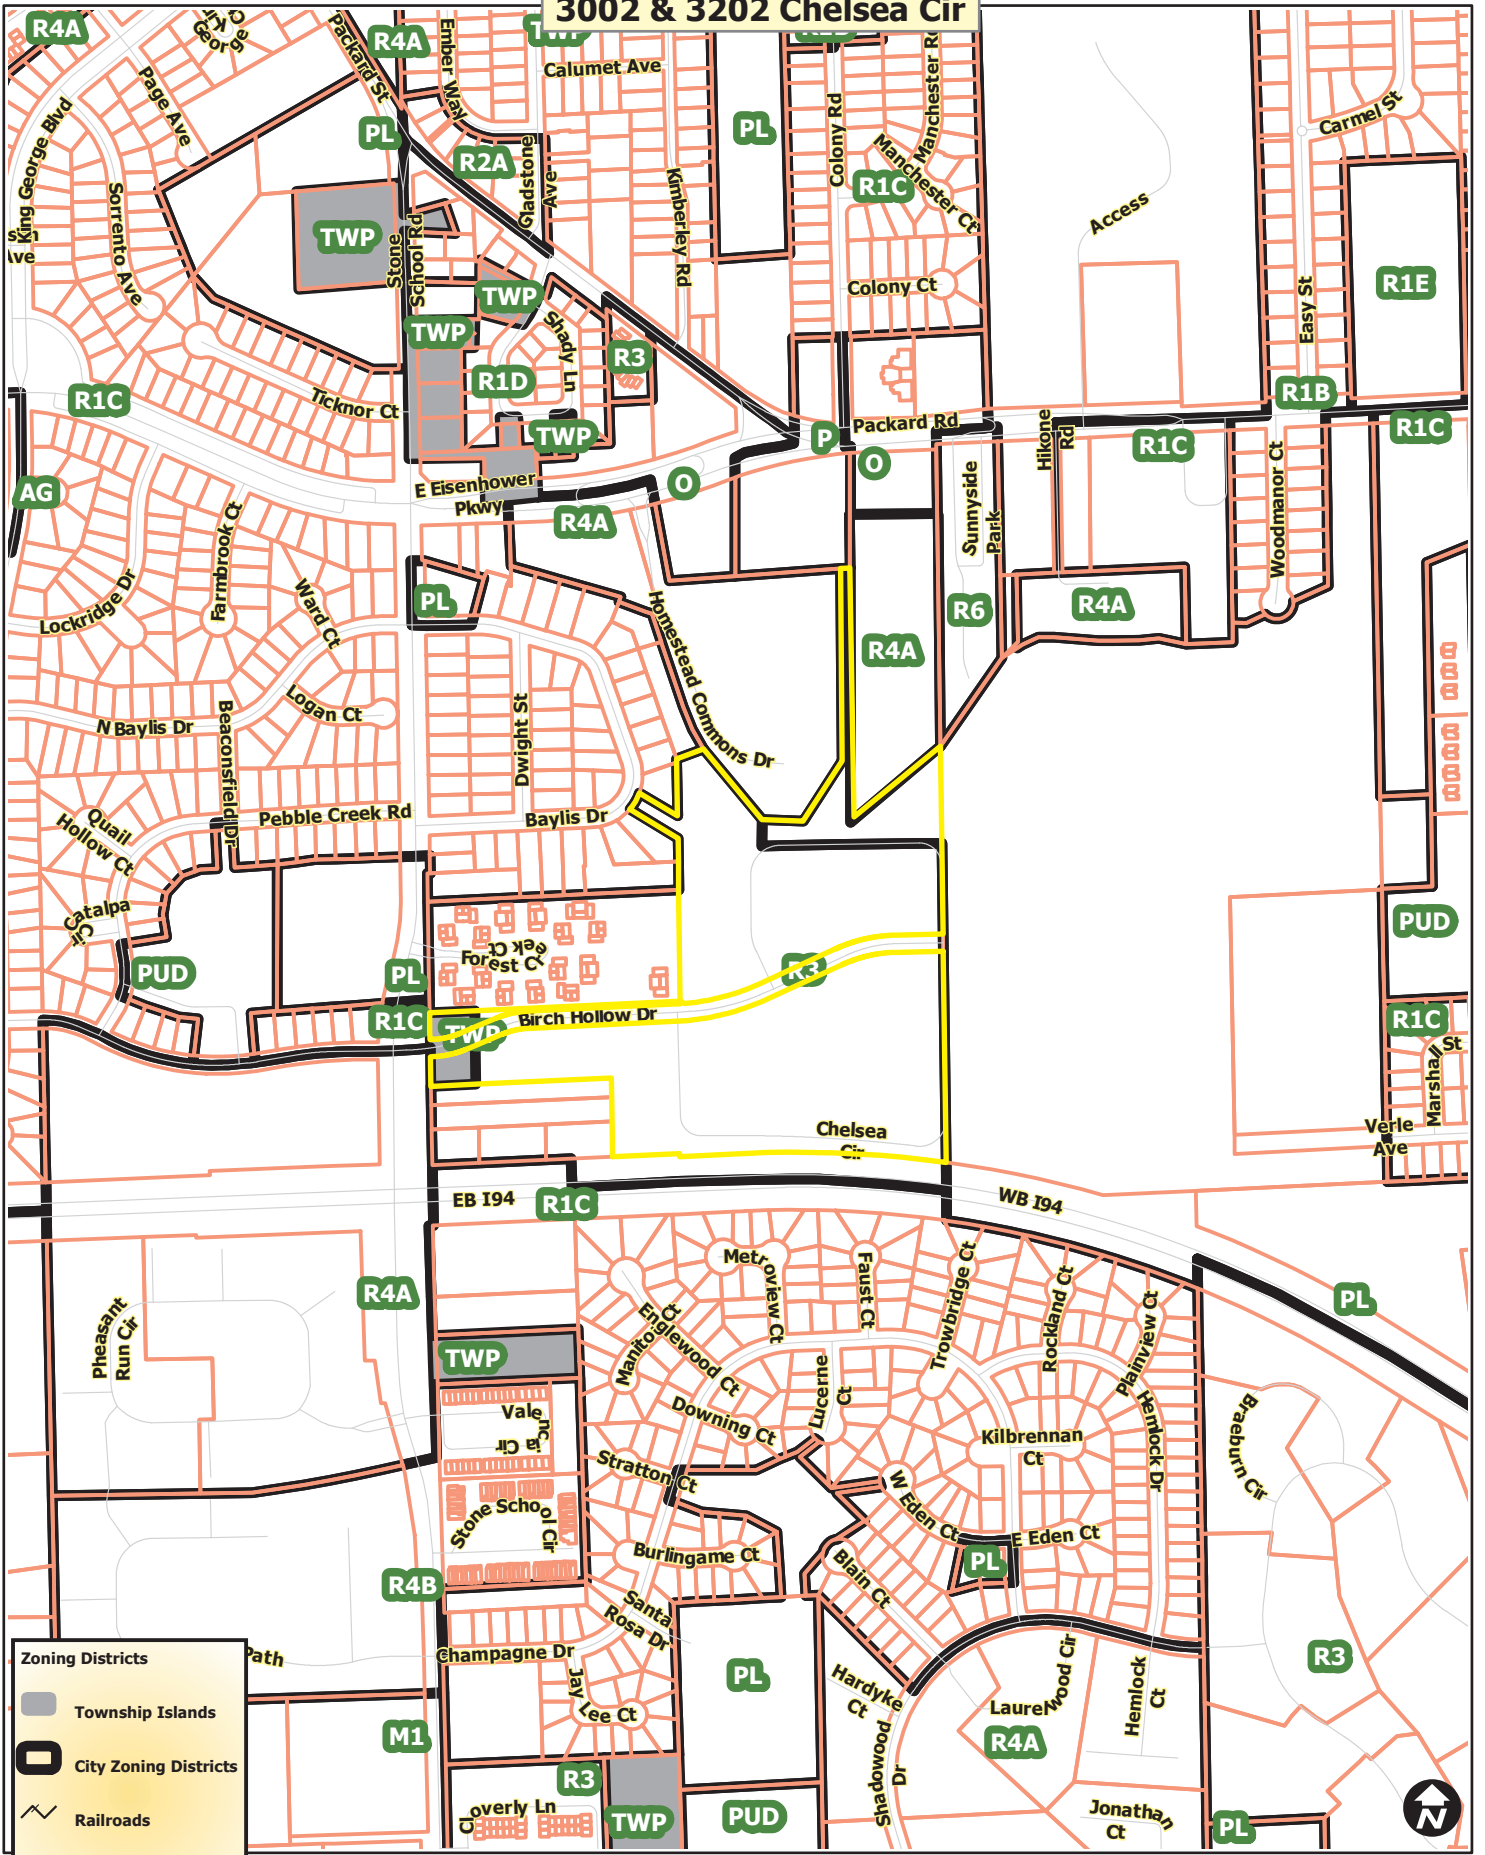 3002 & 3202 Chelsea Cir
R4A
King George
Page Ave
King George Blvd
Sorrento Ave
Ave
Packard St
R4A
Ember Way
TWP
Calumet Ave
PL
R2A
Gladstone Ave
Kimberley Rd
PL
Colony Rd
Manchester
R1C
Manchester Ct
Colony Ct
Access
Carmel St
Easy St
R1E
TWP
Stone School Rd
TWP
TWP
Shady Ln
R1D
R3
TWP
R1C
Ticknor Ct
R1B
P
Packard Rd
O
O
Hikone Rd
R1C
R1C
AG
E Eisenhower Pkwy
R4A
Sunnyside Park
Woodmanor Ct
Farmbrook Ct
Lockridge Dr
Ward Ct
PL
Homestead Commons Dr
R6
R4A
R4A
Logan Ct
N Baylis Dr
Beaconsfield Dr
Dwight St
Pebble Creek Rd
Baylis Dr
Quail Hollow Ct
Catalpa Cir
PUD
Forest Creek Ct
PL
R3
PUD
R1C
TWP
Birch Hollow Dr
R1C
Marshall St
Verle Ave
Chelsea Cir
EB I94
R1C
WB I94
R4A
Pheasant Run Cir
Metroview Ct
Faust Ct
Trowbridge Ct
Rockland Ct
Plainview Ct
PL
Manitou Ct
Englewood Ct
TWP
Lucerne Ct
Downing Ct
Hemlock Dr
Valencia Cir
Kilbrennan Ct
Braeburn Cir
Stratton Ct
W Eden Ct
Stone School Cir
E Eden Ct
Burlingame Ct
PL
Blain Ct
R4B
Santa Rosa Dr
Path
Champagne Dr
Jay Lee Ct
PL
Hardyke Ct
Laurelwood Cir
Hemlock Ct
R3
R4A
Shadowood Dr
M1
R3
Cloverly Ln
TWP
PUD
Jonathan Ct
PL
N
Zoning Districts
Township Islands
City Zoning Districts
Railroads